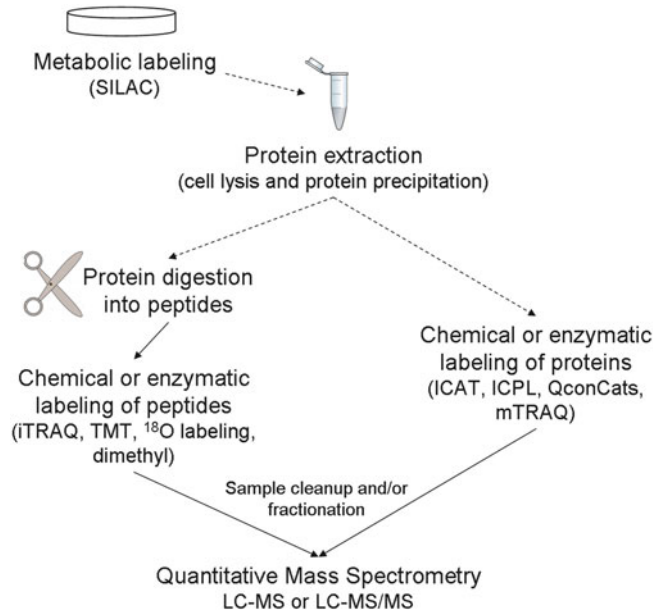 Metabolic labeling
(SILAC)
Protein extraction
(cell lysis and protein precipitation)
Protein digestion
into peptides
Chemical or enzymatic
labeling of peptides
(iTRAQ, TMT, ¹⁸O labeling,
dimethyl)
Chemical or enzymatic
labeling of proteins
(ICAT, ICPL, QconCats,
mTRAQ)
Sample cleanup and/or
fractionation
Quantitative Mass Spectrometry
LC-MS or LC-MS/MS